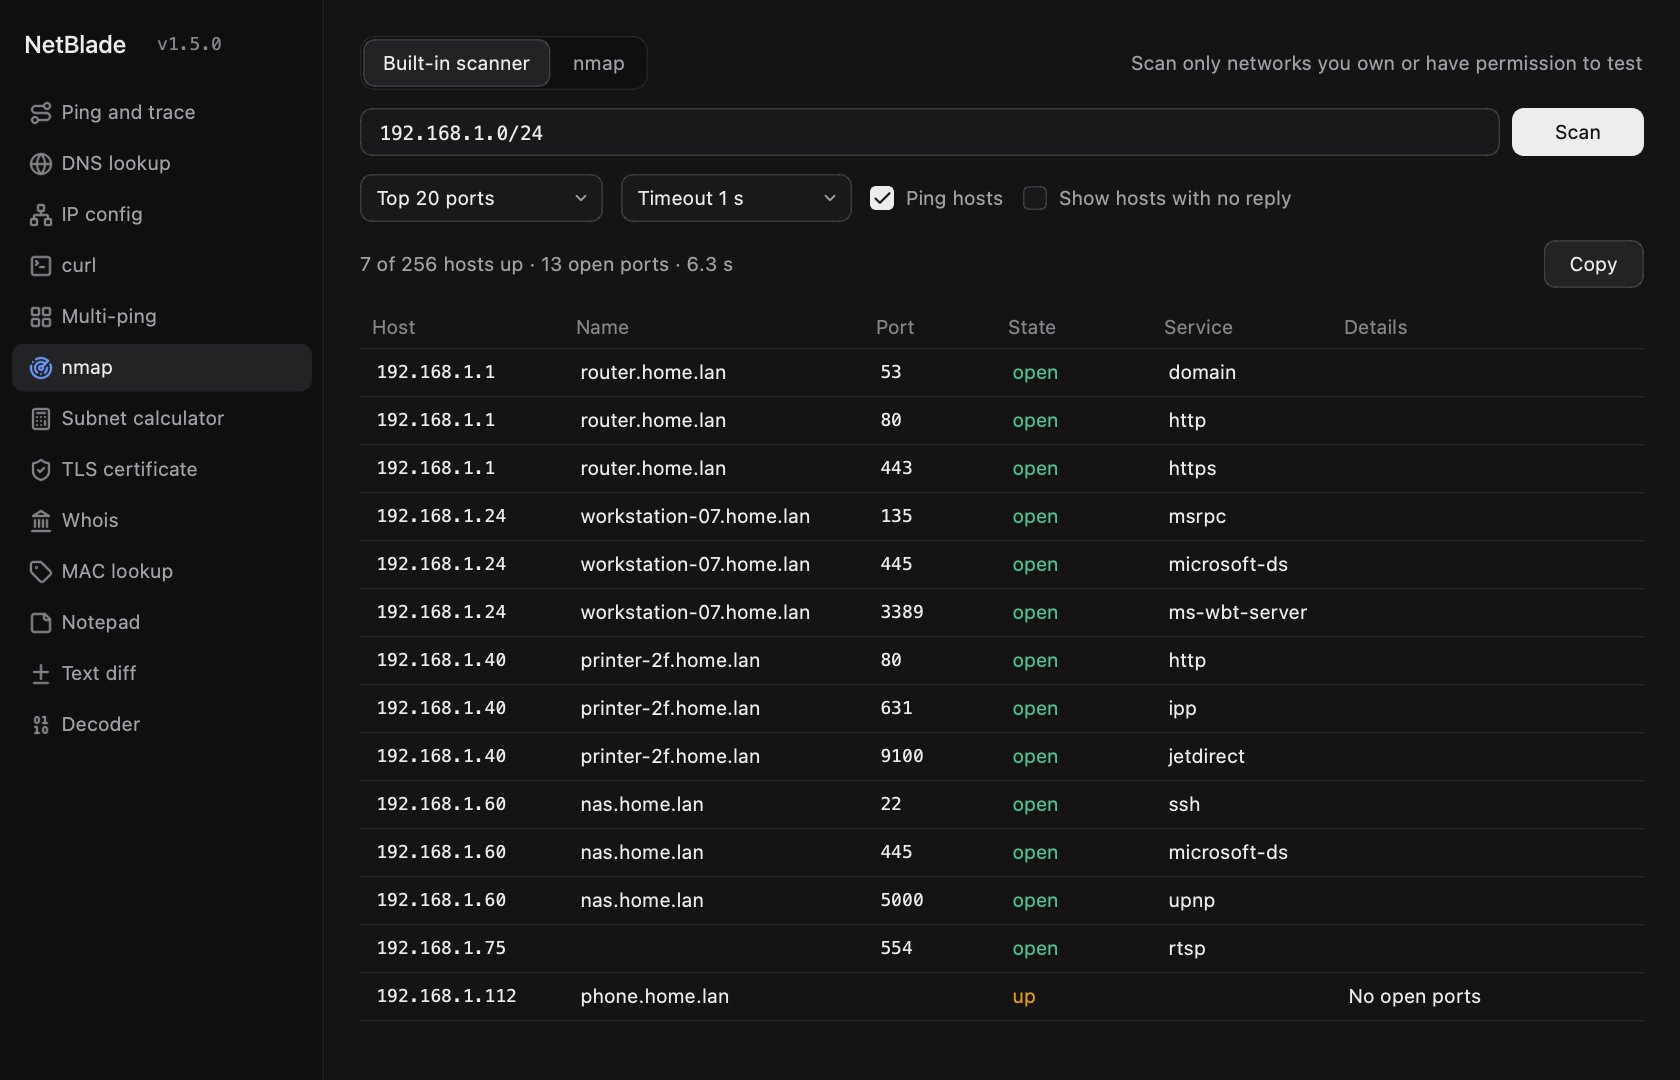 NetBlade v1.5.0
Ping and trace
DNS lookup
IP config
curl
Multi-ping
nmap
Subnet calculator
TLS certificate
Whois
MAC lookup
Notepad
Text diff
Decoder
Built-in scanner nmap Scan only networks you own or have permission to test
192.168.1.0/24 Scan
Top 20 ports Timeout 1 s Ping hosts Show hosts with no reply
7 of 256 hosts up · 13 open ports · 6.3 s Copy
Host Name Port State Service Details
192.168.1.1 router.home.lan 53 open domain
192.168.1.1 router.home.lan 80 open http
192.168.1.1 router.home.lan 443 open https
192.168.1.24 workstation-07.home.lan 135 open msrpc
192.168.1.24 workstation-07.home.lan 445 open microsoft-ds
192.168.1.24 workstation-07.home.lan 3389 open ms-wbt-server
192.168.1.40 printer-2f.home.lan 80 open http
192.168.1.40 printer-2f.home.lan 631 open ipp
192.168.1.40 printer-2f.home.lan 9100 open jetdirect
192.168.1.60 nas.home.lan 22 open ssh
192.168.1.60 nas.home.lan 445 open microsoft-ds
192.168.1.60 nas.home.lan 5000 open upnp
192.168.1.75 554 open rtsp
192.168.1.112 phone.home.lan up No open ports